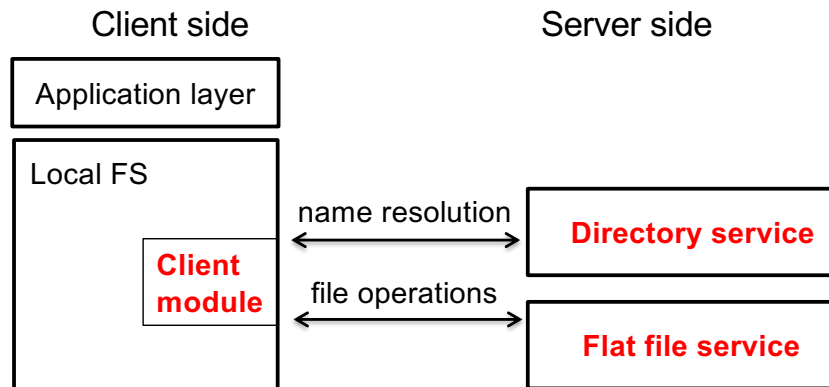 Client side
Server side
Application layer
Local FS
name resolution
Directory service
Client
module
file operations
Flat file service